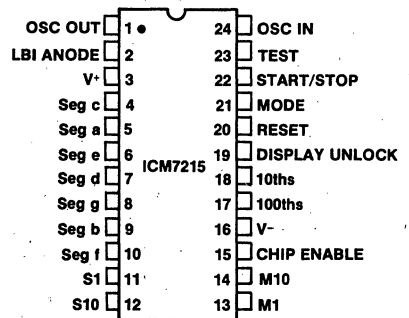 OSC OUT 1 24 OSC IN
LBI ANODE 2 23 TEST
V+ 3 22 START/STOP
Seg c 4 21 MODE
Seg a 5 20 RESET
Seg e 6 19 DISPLAY UNLOCK
ICM7215
Seg d 7 18 10ths
Seg g 8 17 100ths
Seg b 9 16 V–
Seg f 10 15 CHIP ENABLE
S1 11 14 M10
S10 12 13 M1